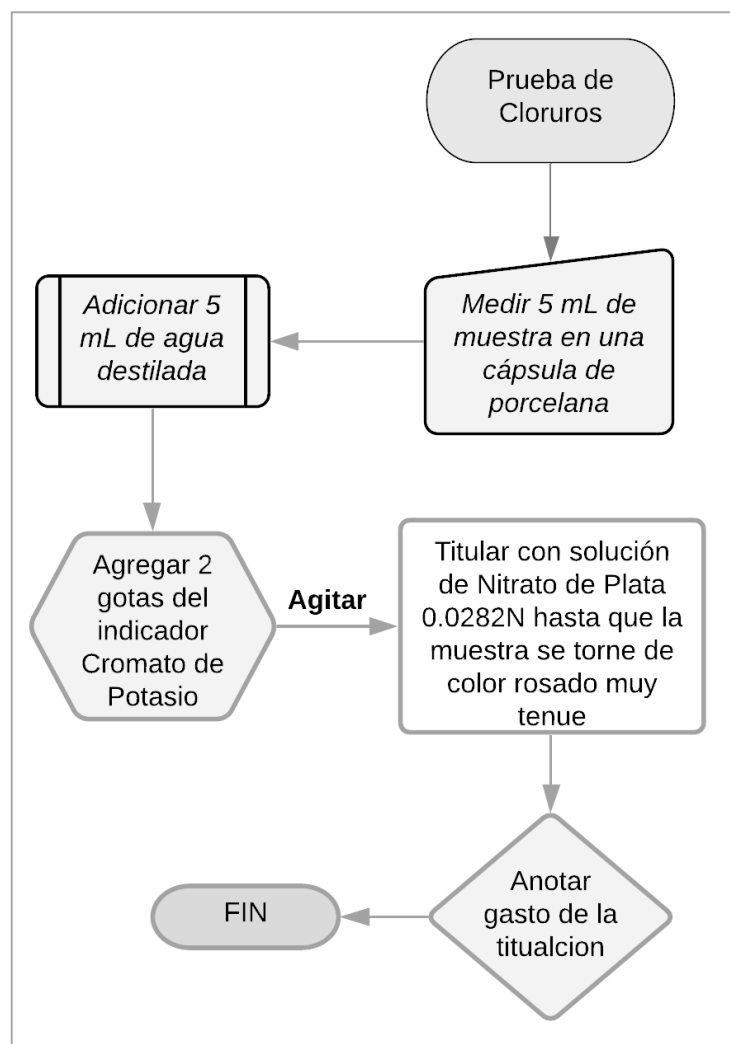 Prueba de
Cloruros
Medir 5 mL de
muestra en una
cápsula de
porcelana
Adicionar 5
mL de agua
destilada
Agregar 2
gotas del
indicador
Cromato de
Potasio
Agitar
Titular con solución
de Nitrato de Plata
0.0282N hasta que la
muestra se torne de
color rosado muy
tenue
Anotar
gasto de la
titualcion
FIN